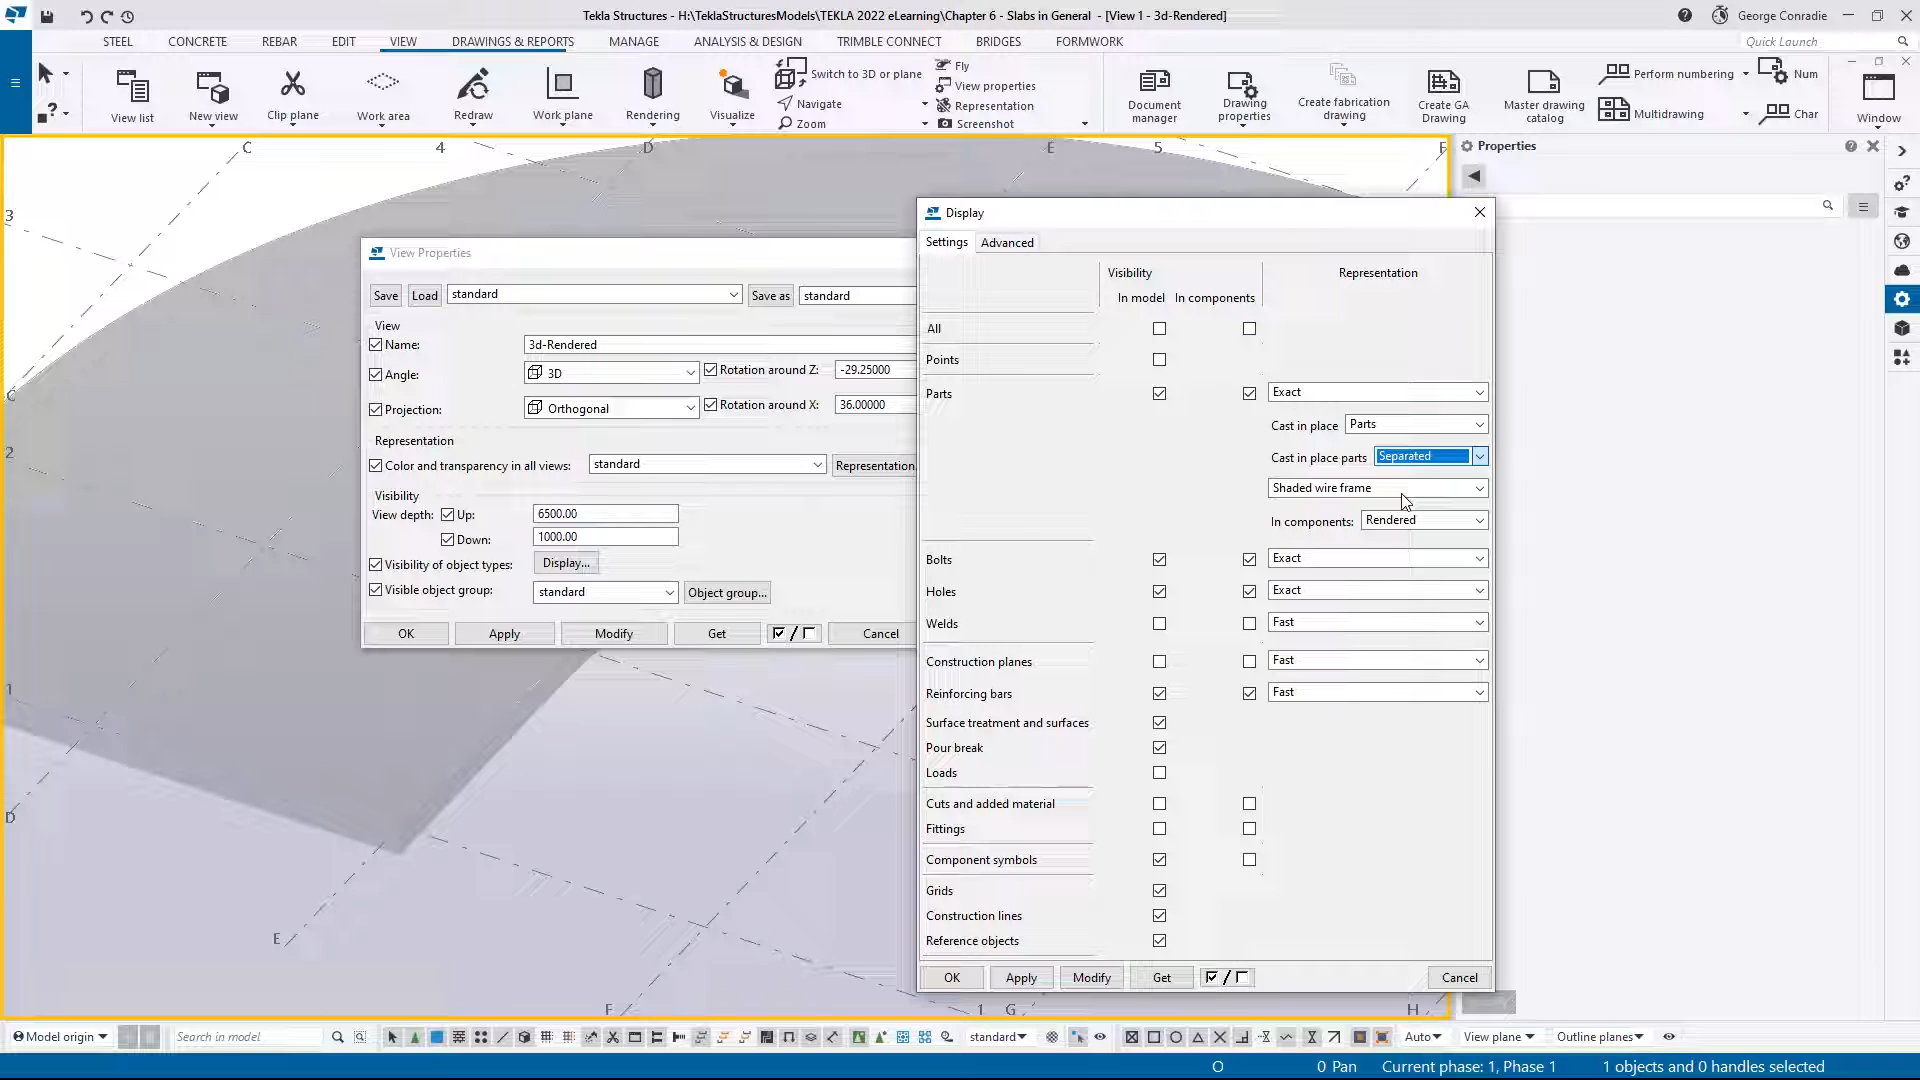 Tekla Structures - H:\TeklaStructuresModels\TEKLA 2022 eLearning\Chapter 6 - Slabs in General - [View 1 - 3d-Rendered]
George Conradie
STEEL CONCRETE REBAR EDIT VIEW DRAWINGS & REPORTS MANAGE ANALYSIS & DESIGN TRIMBLE CONNECT BRIDGES FORMWORK
Quick Launch
View list
New view
Clip plane
Work area
Redraw
Work plane
Rendering
Visualize
Switch to 3D or plane
Navigate
Zoom
Fly
View properties
Representation
Screenshot
Document manager
Drawing properties
Create fabrication drawing
Create GA Drawing
Master drawing catalog
Perform numbering
Multidrawing
Num
Char
Window
C 4 D E 5 F
3
C
2
1
D
E
F 1 G H
Properties
View Properties
Save Load standard Save as standard
View
Name: 3d-Rendered
Angle: 3D Rotation around Z: -29.25000
Projection: Orthogonal Rotation around X: 36.00000
Representation
Color and transparency in all views: standard Representation.
Visibility
View depth: Up: 6500.00
Down: 1000.00
Visibility of object types: Display...
Visible object group: standard Object group...
OK Apply Modify Get / Cancel
Display
Settings Advanced
Visibility Representation
In model In components
All
Points
Parts Exact
Cast in place Parts
Cast in place parts Separated
Shaded wire frame
In components: Rendered
Bolts Exact
Holes Exact
Welds Fast
Construction planes Fast
Reinforcing bars Fast
Surface treatment and surfaces
Pour break
Loads
Cuts and added material
Fittings
Component symbols
Grids
Construction lines
Reference objects
OK Apply Modify Get / Cancel
Model origin Search in model standard Auto View plane Outline planes
O 0 Pan Current phase: 1, Phase 1 1 objects and 0 handles selected